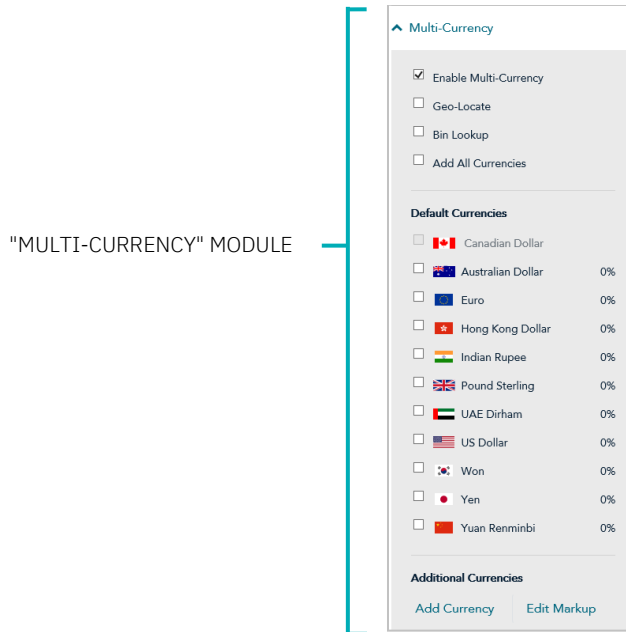 Multi-Currency
Enable Multi-Currency
Geo-Locate
Bin Lookup
Add All Currencies
"MULTI-CURRENCY" MODULE
Default Currencies
Canadian Dollar
Australian Dollar 0%
Euro 0%
Hong Kong Dollar 0%
Indian Rupee 0%
Pound Sterling 0%
UAE Dirham 0%
US Dollar 0%
Won 0%
Yen 0%
Yuan Renminbi 0%
Additional Currencies
Add Currency Edit Markup